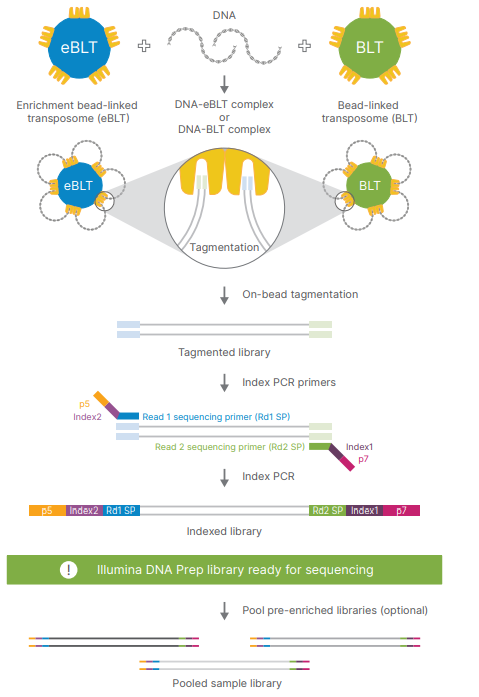 DNA
eBLT
BLT
Enrichment bead-linked
transposome (eBLT)
DNA-eBLT complex
or
DNA-BLT complex
Bead-linked
transposome (BLT)
eBLT
BLT
Tagmentation
On-bead tagmentation
Tagmented library
Index PCR primers
p5
Index2
Read 1 sequencing primer (Rd1 SP)
Read 2 sequencing primer (Rd2 SP)
Index1
p7
Index PCR
p5 Index2 Rd1 SP Rd2 SP Index1 p7
Indexed library
! Illumina DNA Prep library ready for sequencing
Pool pre-enriched libraries (optional)
Pooled sample library